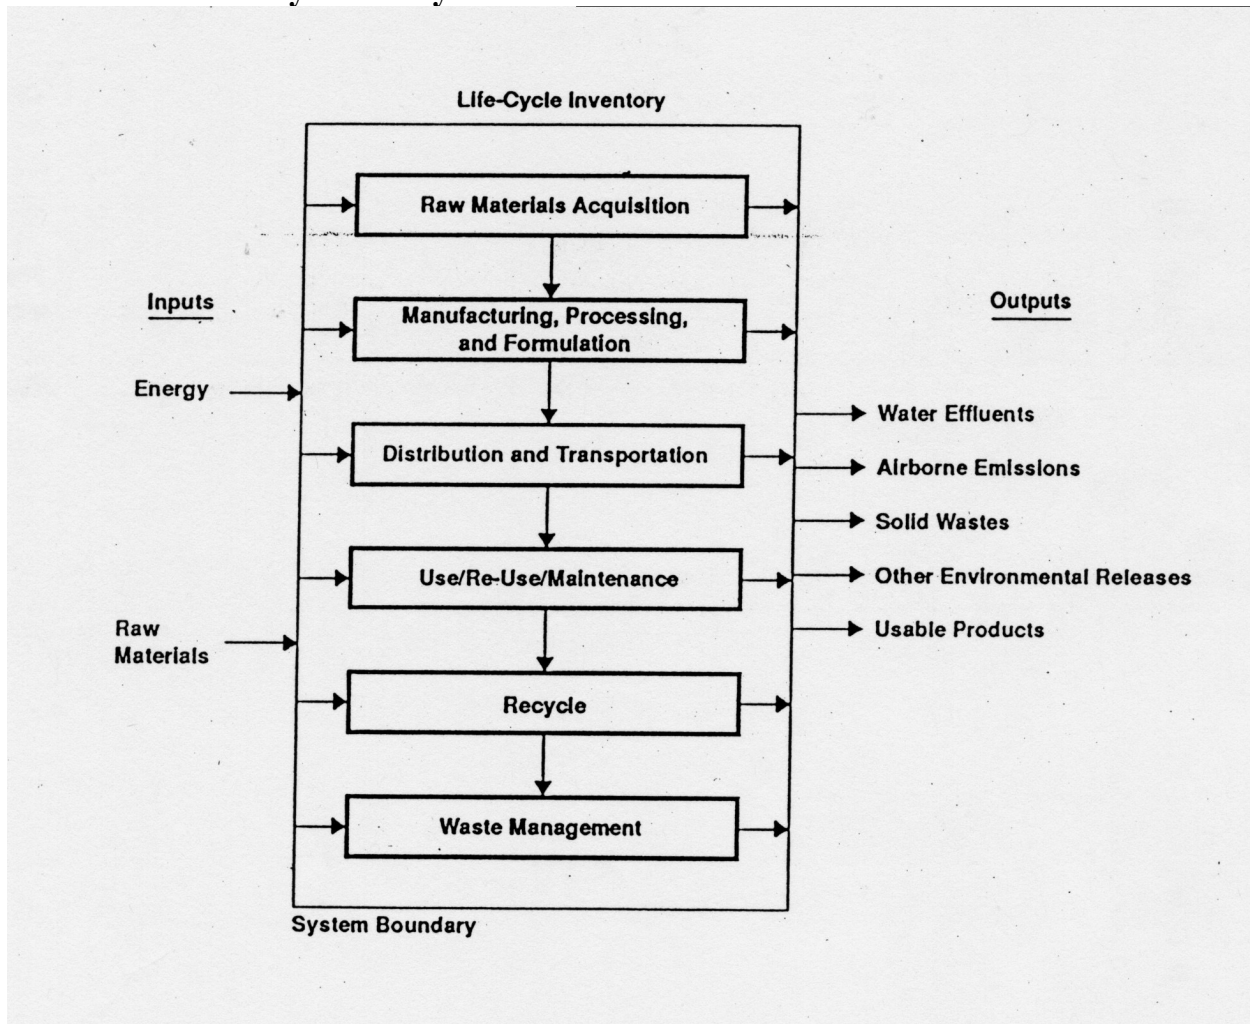 Life-Cycle Inventory
Raw Materials Acquisition
Inputs
Outputs
Manufacturing, Processing,
and Formulation
Energy
Water Effluents
Distribution and Transportation
Airborne Emissions
Solid Wastes
Use/Re-Use/Maintenance
Other Environmental Releases
Raw
Materials
Usable Products
Recycle
Waste Management
System Boundary